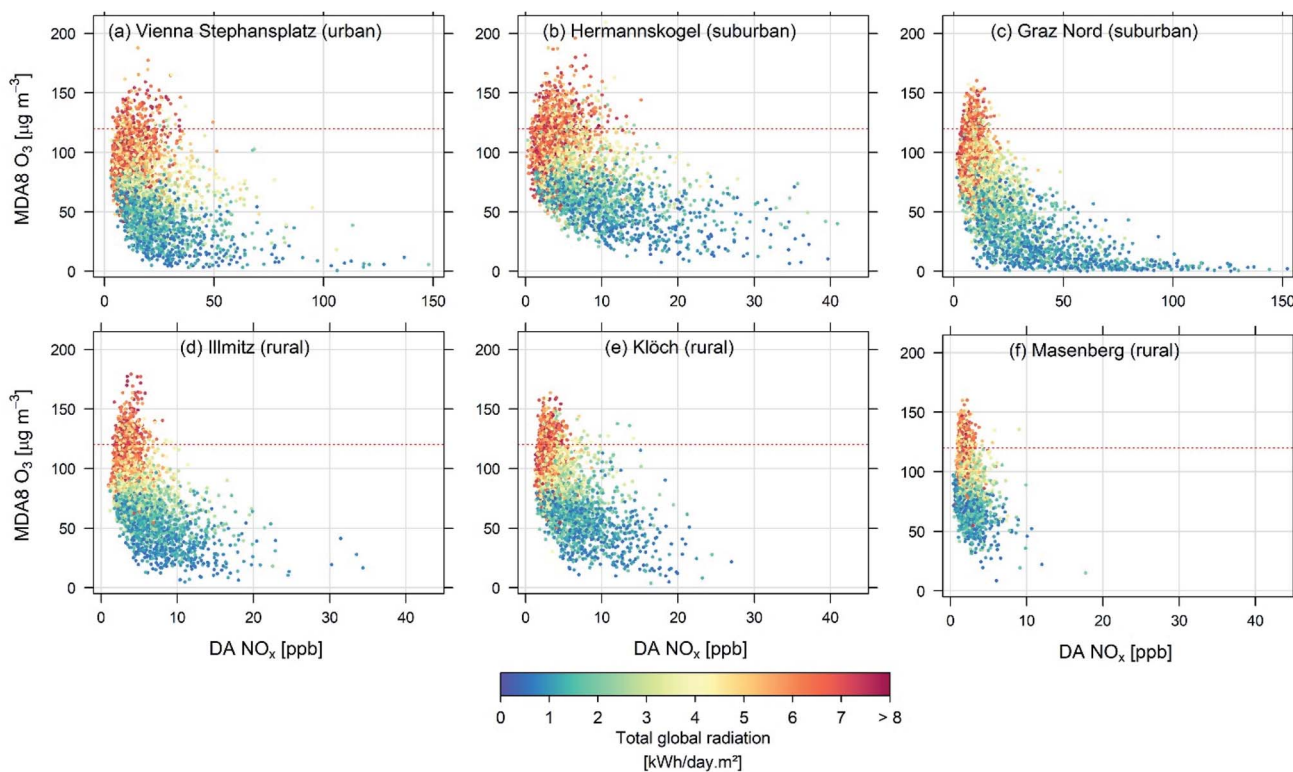 (a) Vienna Stephansplatz (urban)
(b) Hermannskogel (suburban)
(c) Graz Nord (suburban)
MDA8 O₃ [µg m⁻³]
200
150
100
50
0
0 50 100 150
200
150
100
50
0
0 10 20 30 40
200
150
100
50
0
0 50 100 150
(d) Illmitz (rural)
(e) Klöch (rural)
(f) Masenberg (rural)
MDA8 O₃ [µg m⁻³]
200
150
100
50
0
0 10 20 30 40
200
150
100
50
0
0 10 20 30 40
200
150
100
50
0
0 10 20 30 40
DA NOₓ [ppb]
DA NOₓ [ppb]
DA NOₓ [ppb]
0 1 2 3 4 5 6 7 > 8
Total global radiation
[kWh/day.m²]